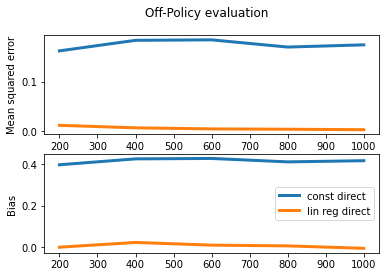 Off-Policy evaluation
Mean squared error
0.1
0.0
200 300 400 500 600 700 800 900 1000
Bias
0.4
0.2
0.0
const direct
lin reg direct
200 300 400 500 600 700 800 900 1000